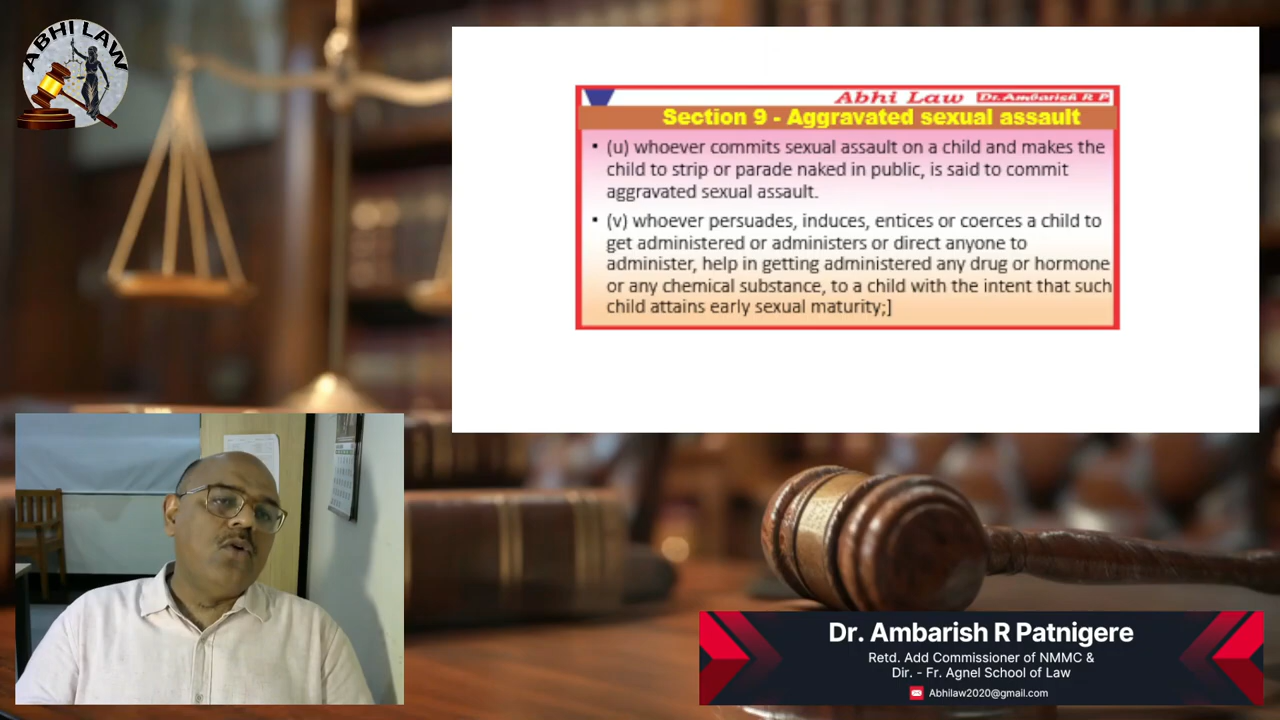 ABHI LAW
Abhi Law Dr.Ambarish R P
Section 9 - Aggravated sexual assault
• (u) whoever commits sexual assault on a child and makes the
child to strip or parade naked in public, is said to commit
aggravated sexual assault.
• (v) whoever persuades, induces, entices or coerces a child to
get administered or administers or direct anyone to
administer, help in getting administered any drug or hormone
or any chemical substance, to a child with the intent that such
child attains early sexual maturity;]
Dr. Ambarish R Patnigere
Retd. Add Commissioner of NMMC &
Dir. - Fr. Agnel School of Law
Abhilaw2020@gmail.com